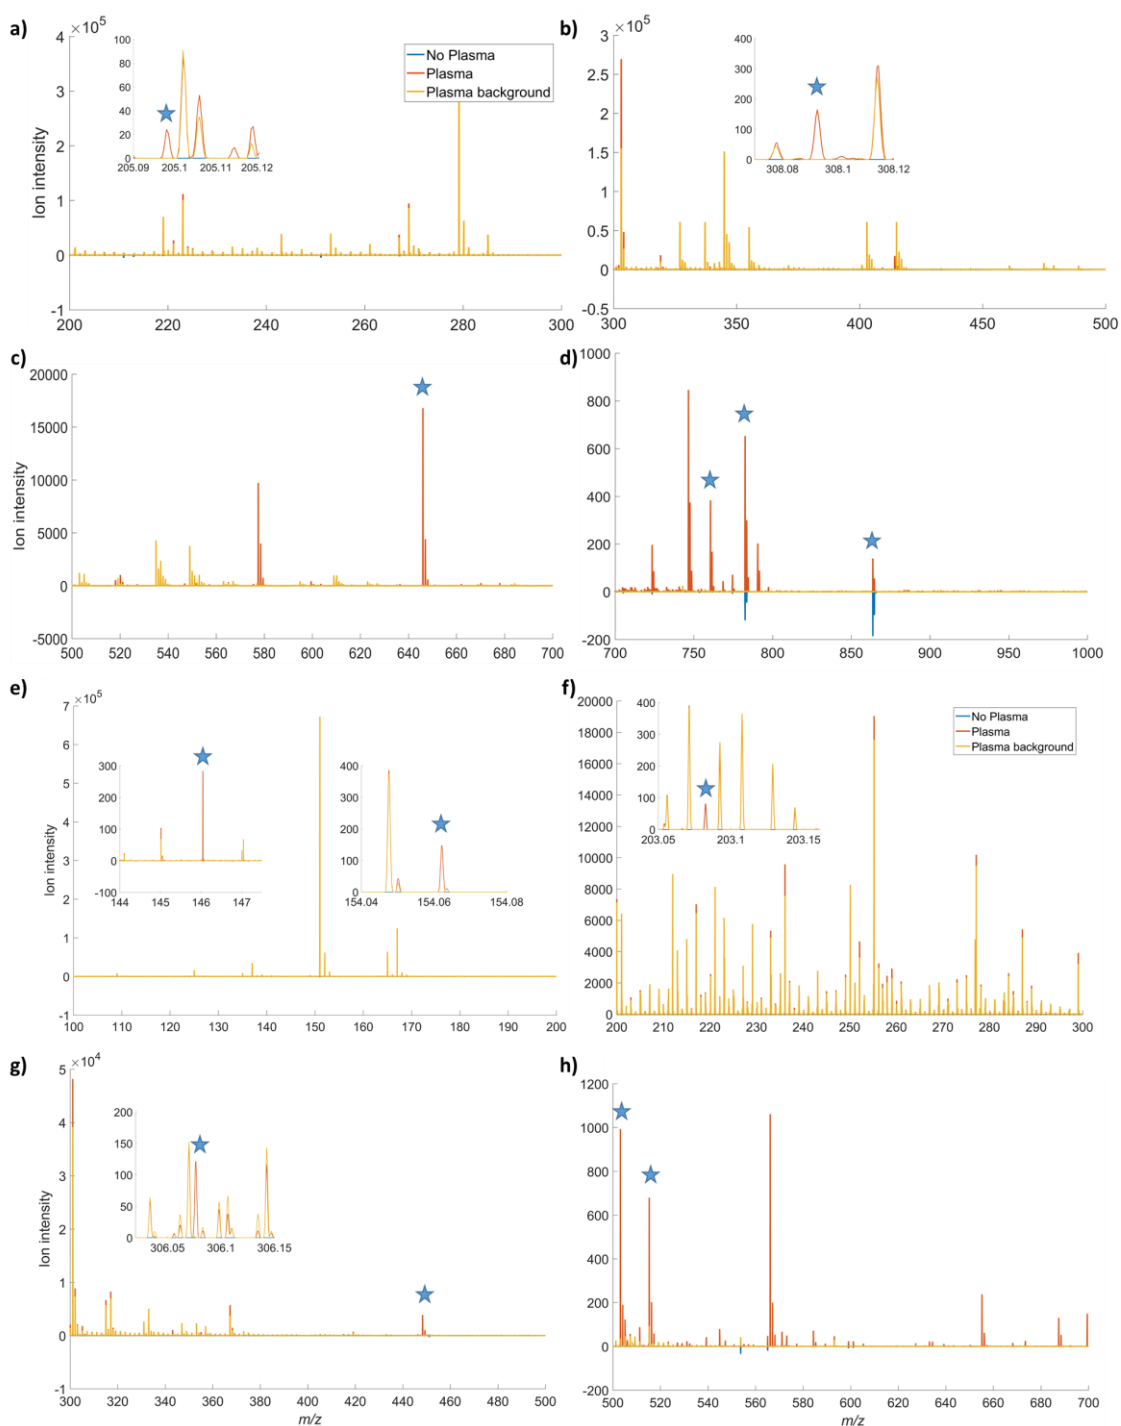 a)
×10^5
4
3
2
1
0
-1
Ion intensity
100
80
60
40
20
0
205.09 205.1 205.11 205.12
No Plasma
Plasma
Plasma background
200 220 240 260 280 300
b)
×10^5
3
2.5
2
1.5
1
0.5
0
-0.5
400
300
200
100
0
308.08 308.1 308.12
300 350 400 450 500
c)
20000
15000
10000
5000
0
-5000
Ion intensity
500 520 540 560 580 600 620 640 660 680 700
d)
1000
800
600
400
200
0
-200
700 750 800 850 900 950 1000
e)
×10^5
7
6
5
4
3
2
1
0
-1
Ion intensity
400
300
200
100
0
-100
144 145 146 147
400
300
200
100
0
154.04 154.06 154.08
100 110 120 130 140 150 160 170 180 190 200
f)
20000
18000
16000
14000
12000
10000
8000
6000
4000
2000
0
400
300
200
100
0
203.05 203.1 203.15
No Plasma
Plasma
Plasma background
200 210 220 230 240 250 260 270 280 290 300
g)
×10^4
5
4
3
2
1
0
-1
Ion intensity
200
150
100
50
0
306.05 306.1 306.15
300 320 340 360 380 400 420 440 460 480 500
m/z
h)
1200
1000
800
600
400
200
0
-200
500 520 540 560 580 600 620 640 660 680 700
m/z